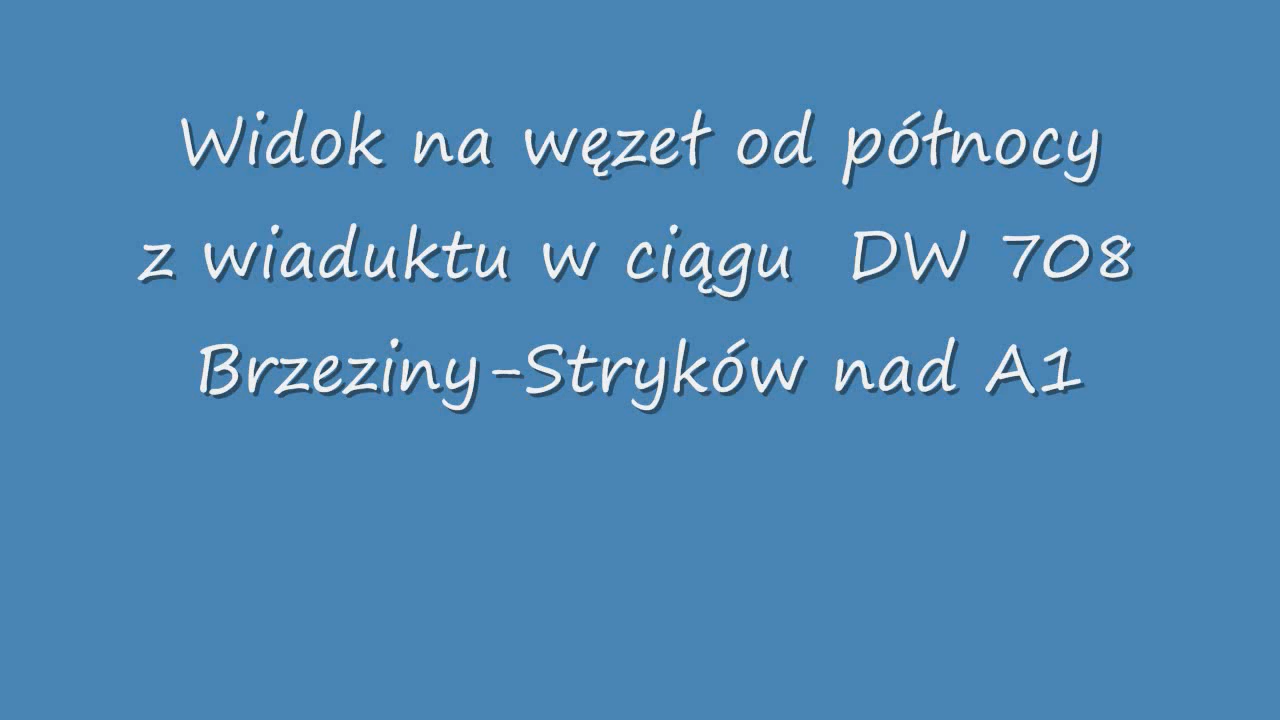 Widok na węzeł od północy
z wiaduktu w ciągu  DW 708
Brzeziny-Stryków nad A1